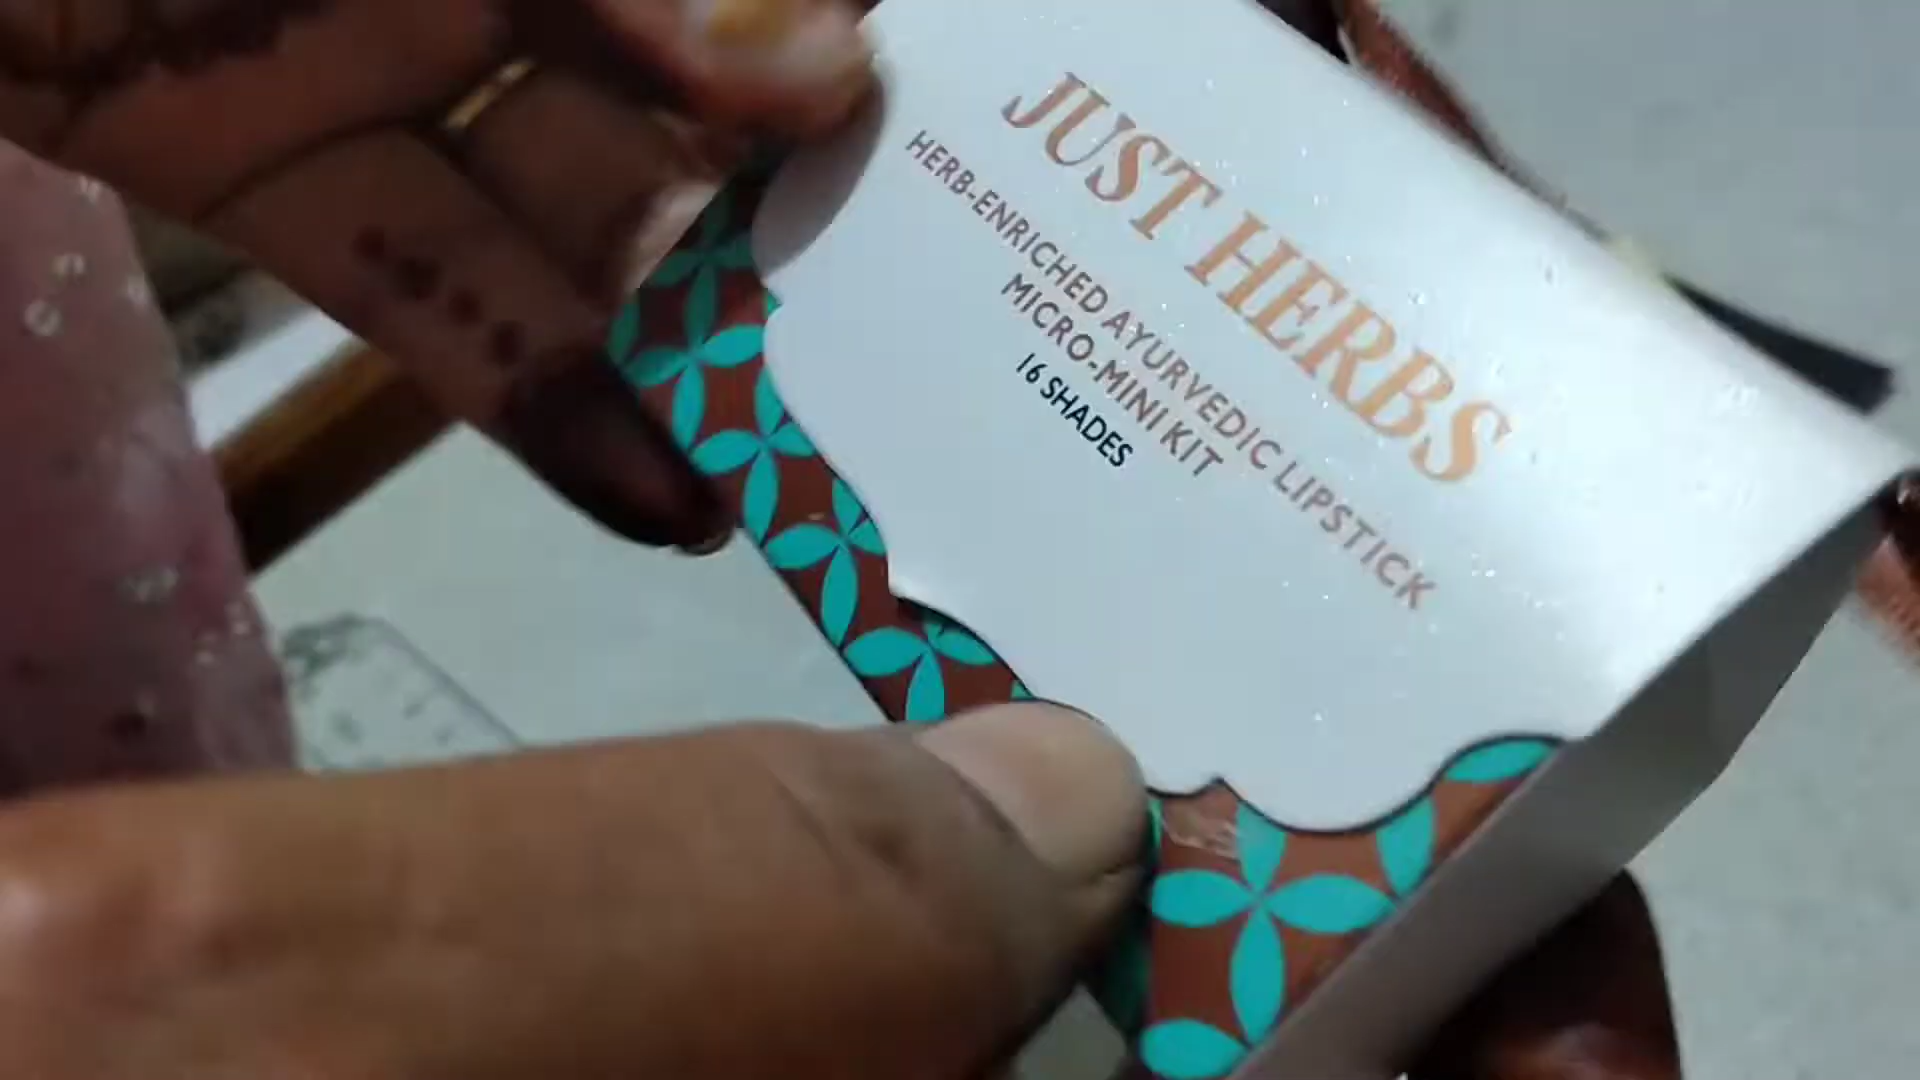 JUST HERBS
HERB-ENRICHED AYURVEDIC LIPSTICK
MICRO-MINI KIT
16 SHADES